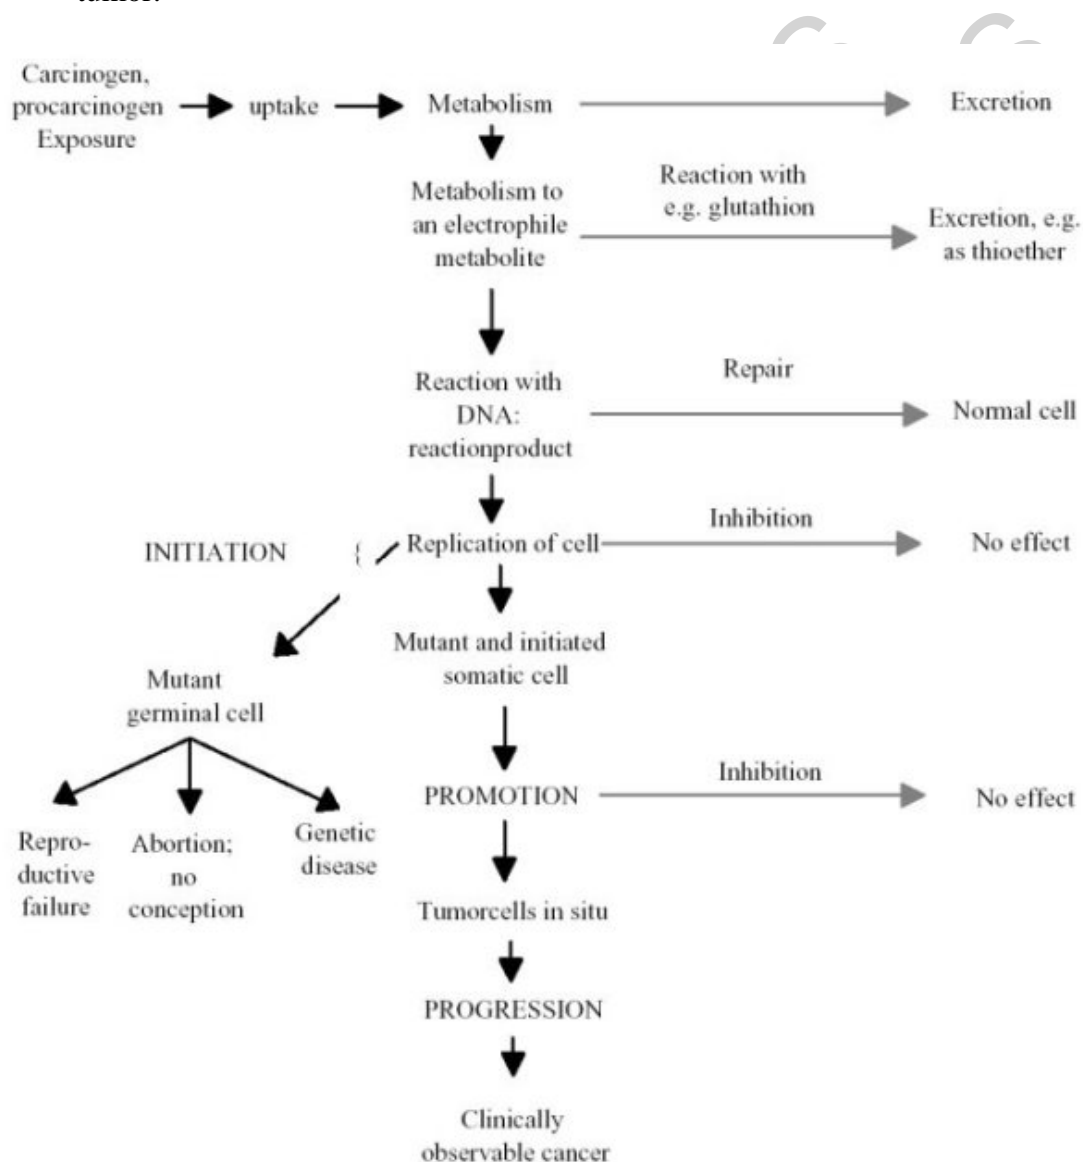 Carcinogen,
procarcinogen
Exposure
uptake
Metabolism
Excretion
Metabolism to
an electrophile
metabolite
Reaction with
e.g. glutathion
Excretion, e.g.
as thioether
Reaction with
DNA:
reactionproduct
Repair
Normal cell
INITIATION {
Replication of cell
Inhibition
No effect
Mutant
germinal cell
Mutant and initiated
somatic cell
Repro-
ductive
failure
Abortion;
no
conception
Genetic
disease
PROMOTION
Inhibition
No effect
Tumorcells in situ
PROGRESSION
Clinically
observable cancer